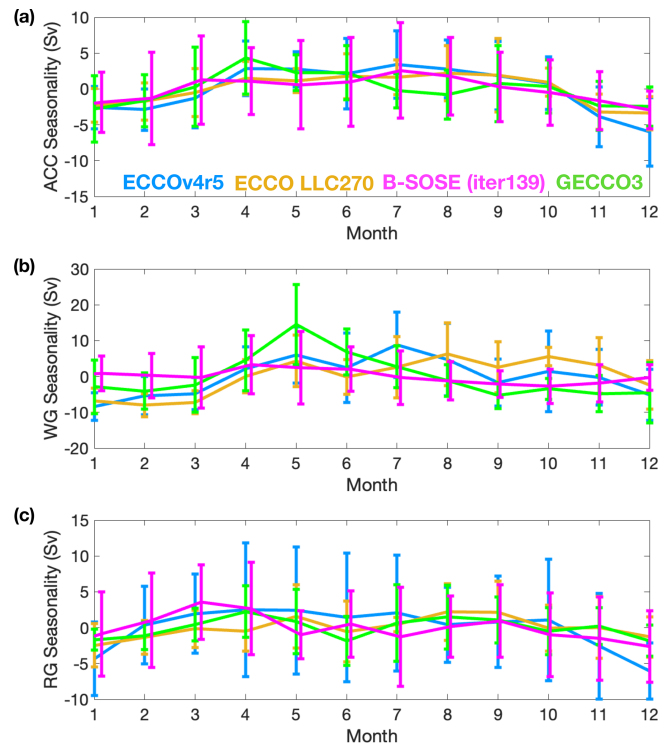 (a)
10
5
0
-5
-10
-15
ACC Seasonality (Sv)
ECCOv4r5 ECCO LLC270 B-SOSE (iter139) GECCO3
1 2 3 4 5 6 7 8 9 10 11 12
Month
(b)
30
20
10
0
-10
-20
WG Seasonality (Sv)
1 2 3 4 5 6 7 8 9 10 11 12
Month
(c)
15
10
5
0
-5
-10
RG Seasonality (Sv)
1 2 3 4 5 6 7 8 9 10 11 12
Month